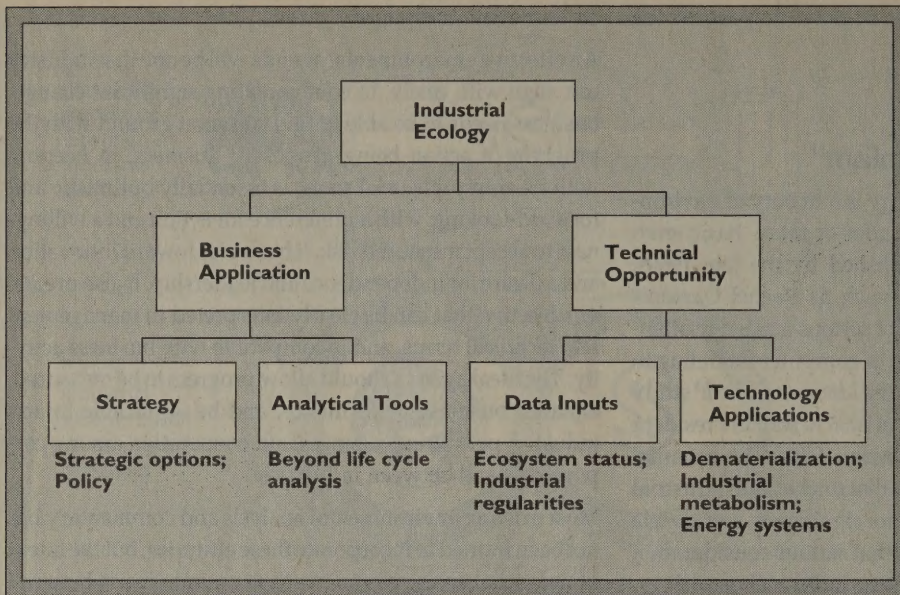 Industrial
Ecology
Business
Application
Technical
Opportunity
Strategy
Analytical Tools
Data Inputs
Technology
Applications
Strategic options;
Policy
Beyond life cycle
analysis
Ecosystem status;
Industrial
regularities
Dematerialization;
Industrial
metabolism;
Energy systems